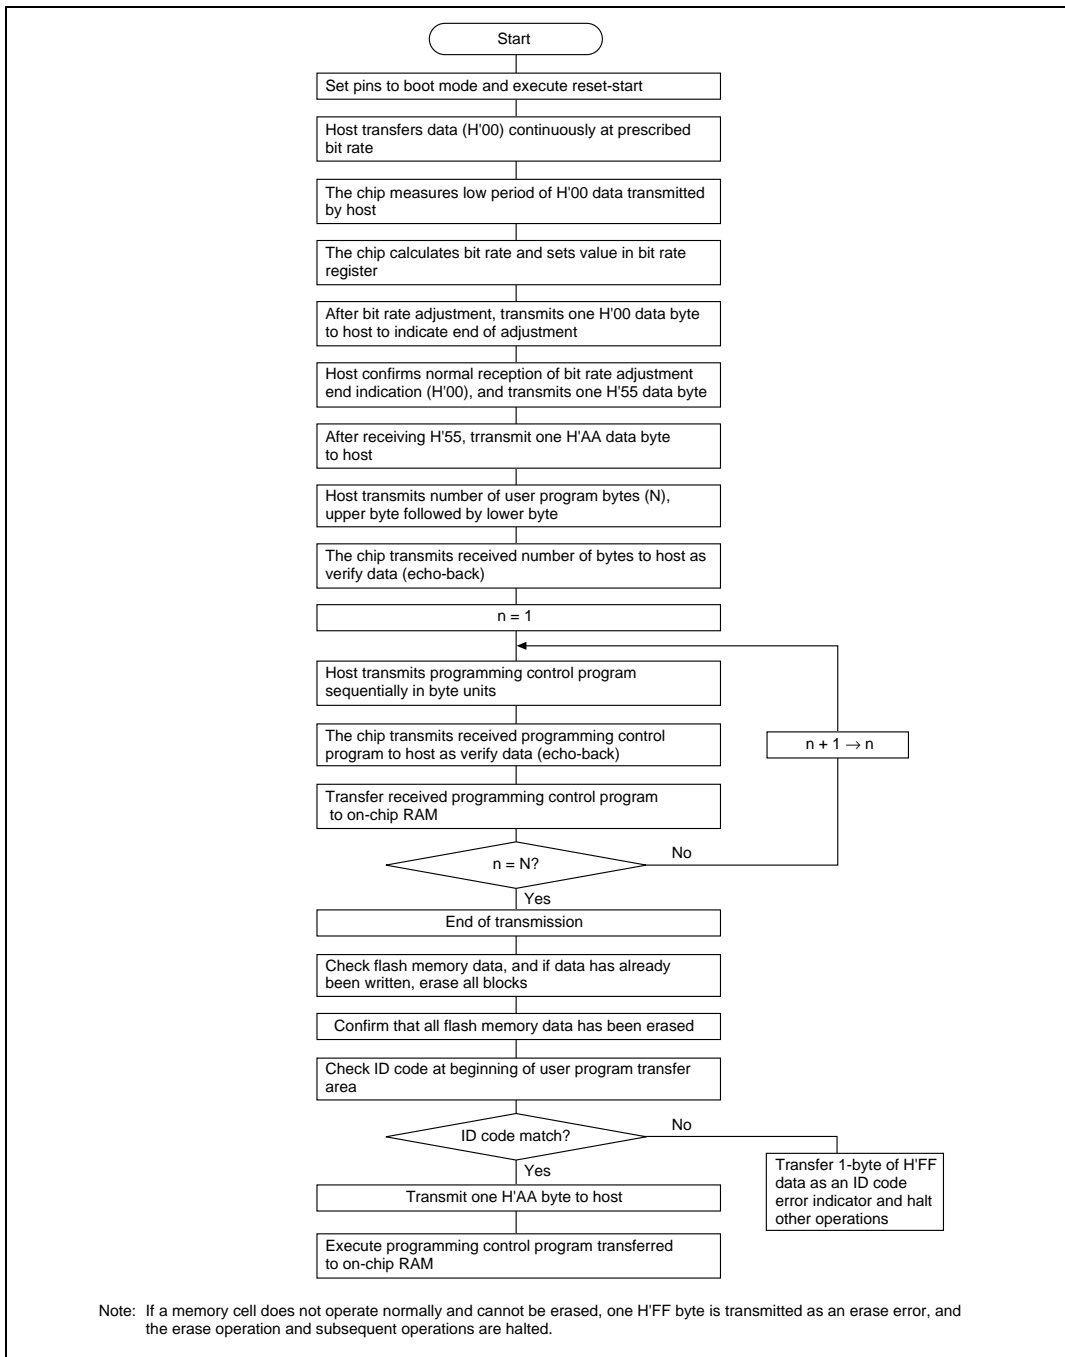 Start
Set pins to boot mode and execute reset-start
Host transfers data (H'00) continuously at prescribed
bit rate
The chip measures low period of H'00 data transmitted
by host
The chip calculates bit rate and sets value in bit rate
register
After bit rate adjustment, transmits one H'00 data byte
to host to indicate end of adjustment
Host confirms normal reception of bit rate adjustment
end indication (H'00), and transmits one H'55 data byte
After receiving H'55, trransmit one H'AA data byte
to host
Host transmits number of user program bytes (N),
upper byte followed by lower byte
The chip transmits received number of bytes to host as
verify data (echo-back)
n = 1
Host transmits programming control program
sequentially in byte units
The chip transmits received programming control
program to host as verify data (echo-back)
n + 1 → n
Transfer received programming control program
to on-chip RAM
n = N?
No
Yes
End of transmission
Check flash memory data, and if data has already
been written, erase all blocks
Confirm that all flash memory data has been erased
Check ID code at beginning of user program transfer
area
ID code match?
No
Yes
Transfer 1-byte of H'FF
data as an ID code
error indicator and halt
other operations
Transmit one H'AA byte to host
Execute programming control program transferred
to on-chip RAM
Note: If a memory cell does not operate normally and cannot be erased, one H'FF byte is transmitted as an erase error, and
the erase operation and subsequent operations are halted.